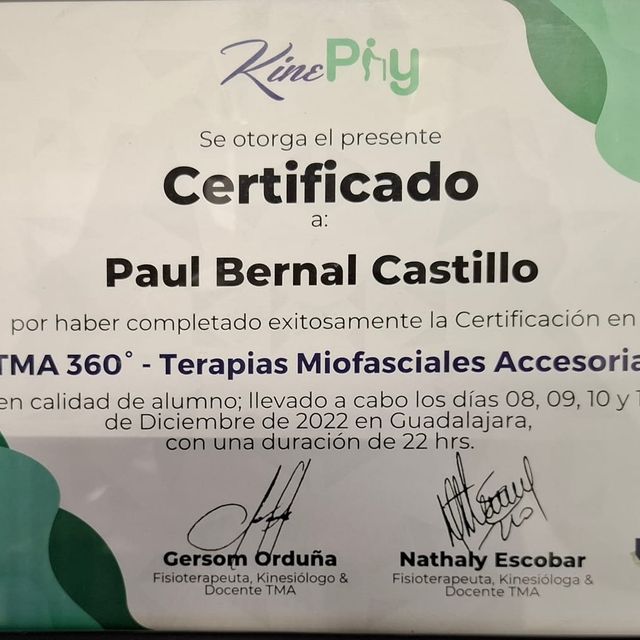 KinePhy
Se otorga el presente
Certificado
a:
Paul Bernal Castillo
por haber completado exitosamente la Certificación en
TMA 360° - Terapias Miofasciales Accesoria
en calidad de alumno; llevado a cabo los días 08, 09, 10 y 1
de Diciembre de 2022 en Guadalajara,
con una duración de 22 hrs.
Gersom Orduña
Nathaly Escobar
Fisioterapeuta, Kinesiólogo &
Docente TMA
Fisioterapeuta, Kinesióloga &
Docente TMA